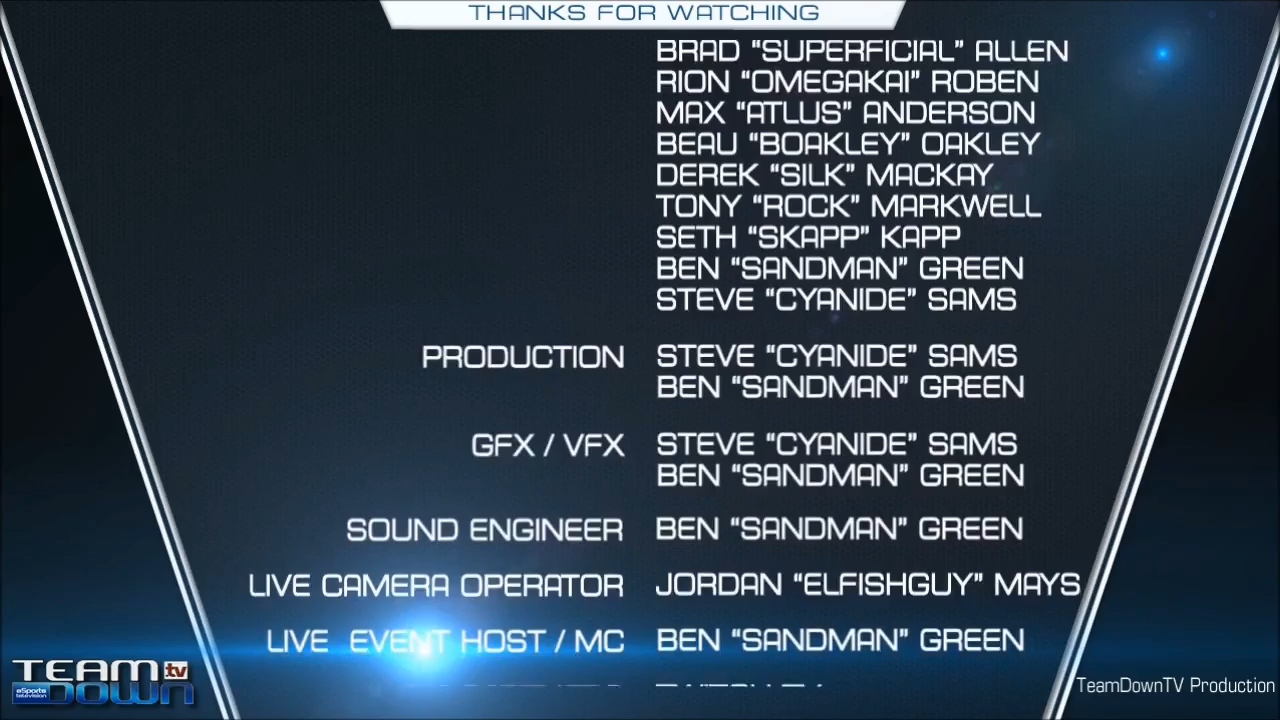 THANKS FOR WATCHING
BRAD “SUPERFICIAL” ALLEN
RION “OMEGAKAI” ROBEN
MAX “ATLUS” ANDERSON
BEAU “BOAKLEY” OAKLEY
DEREK “SILK” MACKAY
TONY “ROCK” MARKWELL
SETH “SKAPP” KAPP
BEN “SANDMAN” GREEN
STEVE “CYANIDE” SAMS
PRODUCTION STEVE “CYANIDE” SAMS
BEN “SANDMAN” GREEN
GFX / VFX STEVE “CYANIDE” SAMS
BEN “SANDMAN” GREEN
SOUND ENGINEER BEN “SANDMAN” GREEN
LIVE CAMERA OPERATOR JORDAN “ELFISHGUY” MAYS
LIVE EVENT HOST / MC BEN “SANDMAN” GREEN
TEAM .tv
eSports television DOWN
TeamDownTV Production